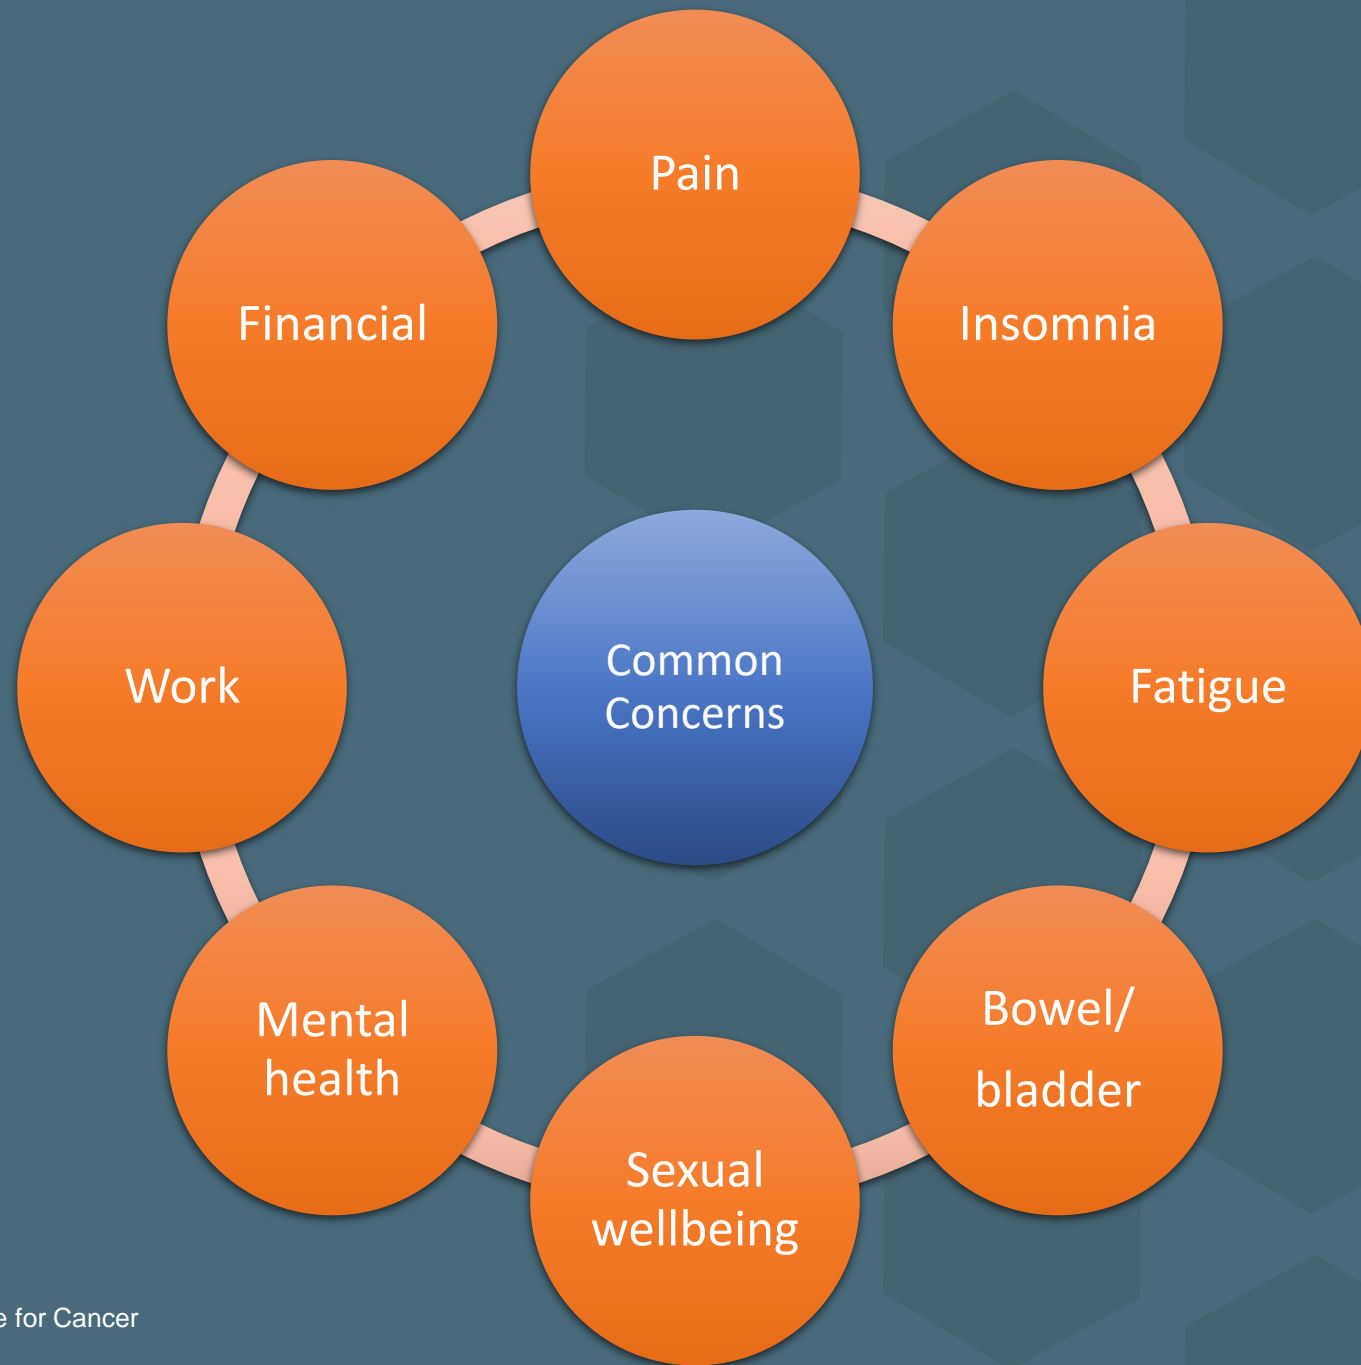 Pain
Financial
Insomnia
Work
Common
Concerns
Fatigue
Mental
health
Bowel/
bladder
Sexual
wellbeing
e for Cancer